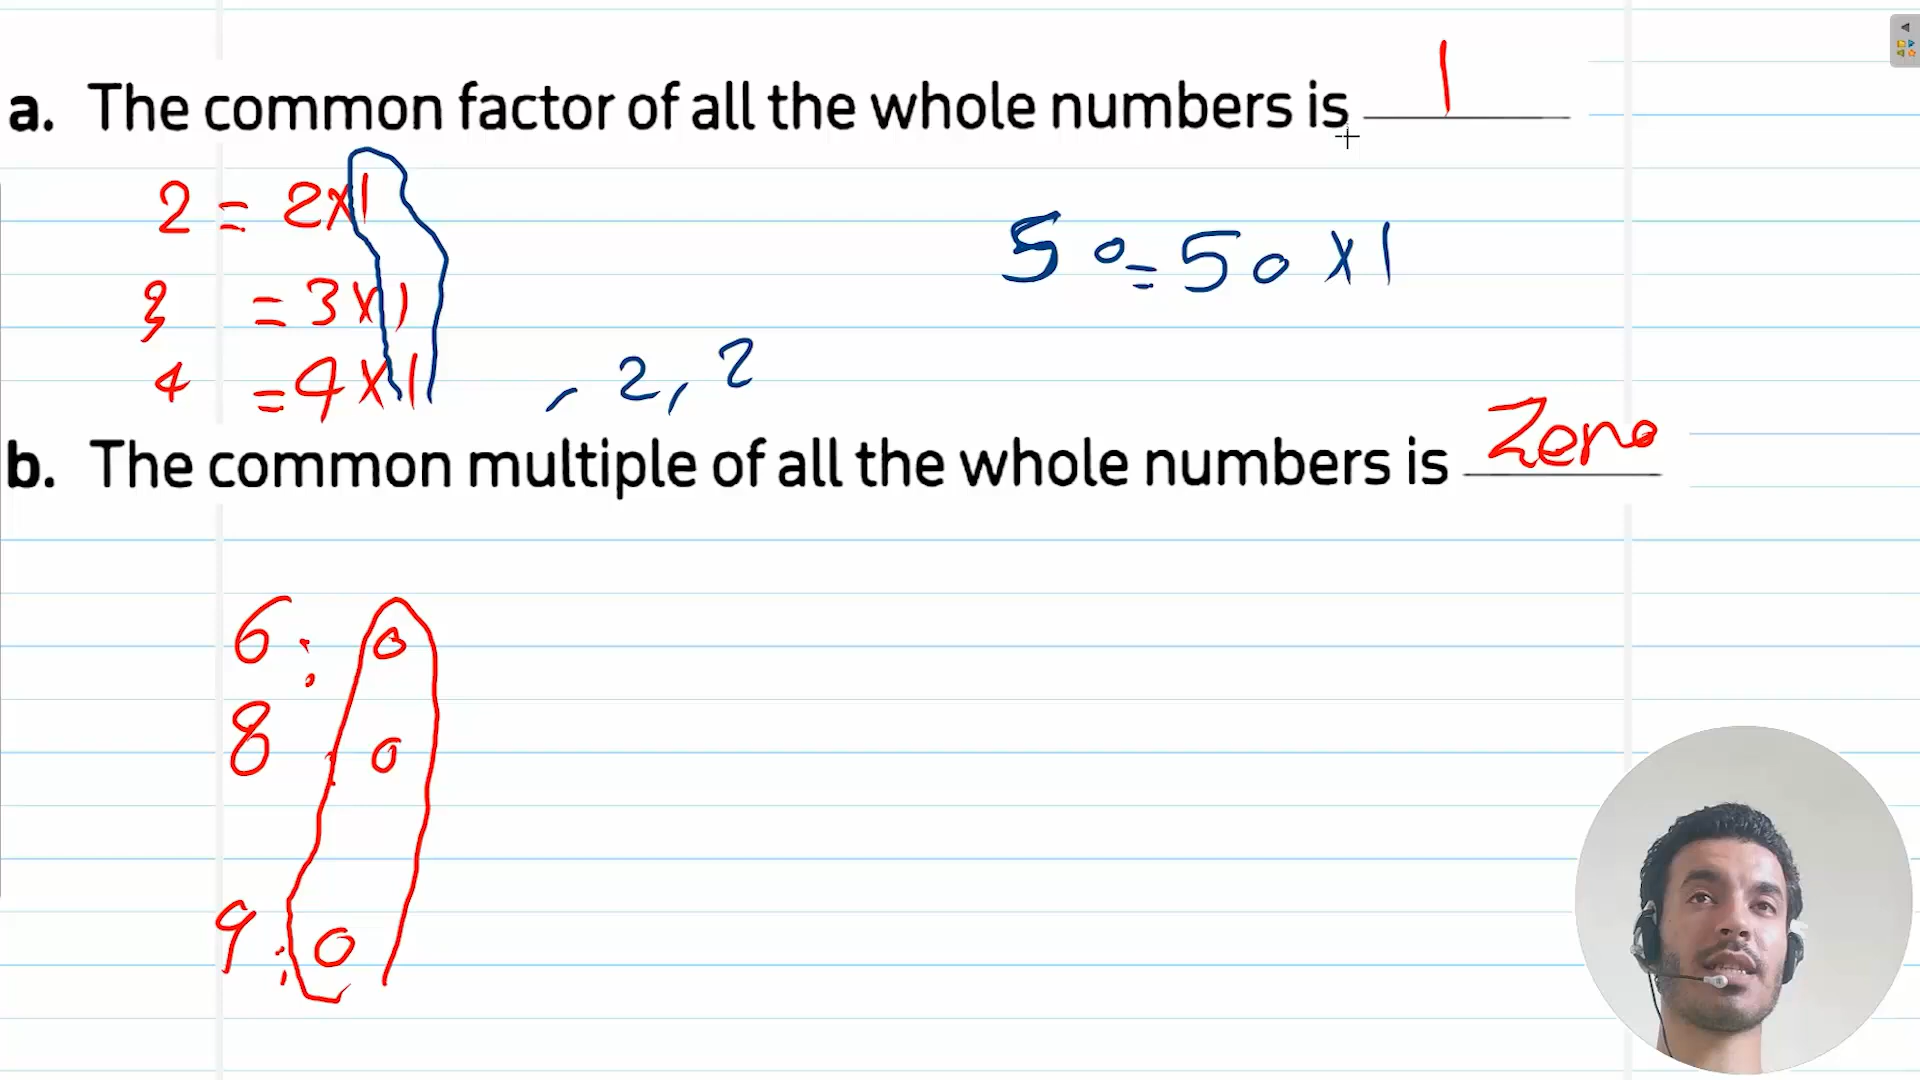 a. The common factor of all the whole numbers is 1
2 = 2x1
3 = 3x1
50 = 50 x 1
4 = 4x1
, 2, 2
b. The common multiple of all the whole numbers is Zero
6 : 0
8 : 0
9 : 0